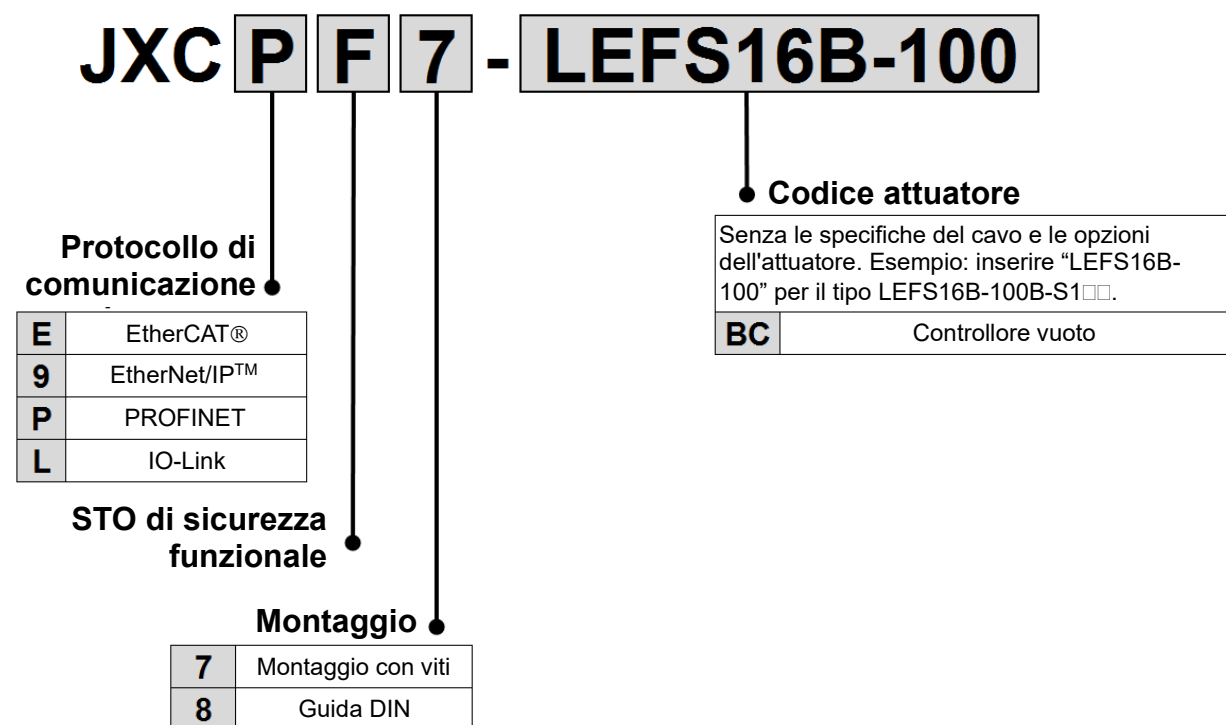 JXC P F 7 - LEFS16B-100
Codice attuatore
Senza le specifiche del cavo e le opzioni
dell'attuatore. Esempio: inserire “LEFS16B-
100” per il tipo LEFS16B-100B-S1□□.
BC Controllore vuoto
Protocollo di
comunicazione
E EtherCAT®
9 EtherNet/IP™
P PROFINET
L IO-Link
STO di sicurezza
funzionale
Montaggio
7 Montaggio con viti
8 Guida DIN